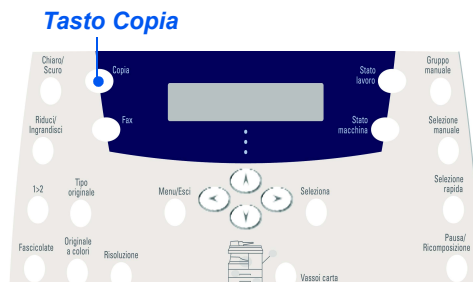 Tasto Copia
Chiaro/
Scuro
Copia
Stato
lavoro
Gruppo
manuale
Riduci/
Ingrandisci
Fax
Stato
macchina
Selezione
manuale
1>2
Tipo
originale
Menu/Esci
Seleziona
Selezione
rapida
Fascicolate
Originale
a colori
Risoluzione
Vassoi carta
Pausa/
Ricomposizione